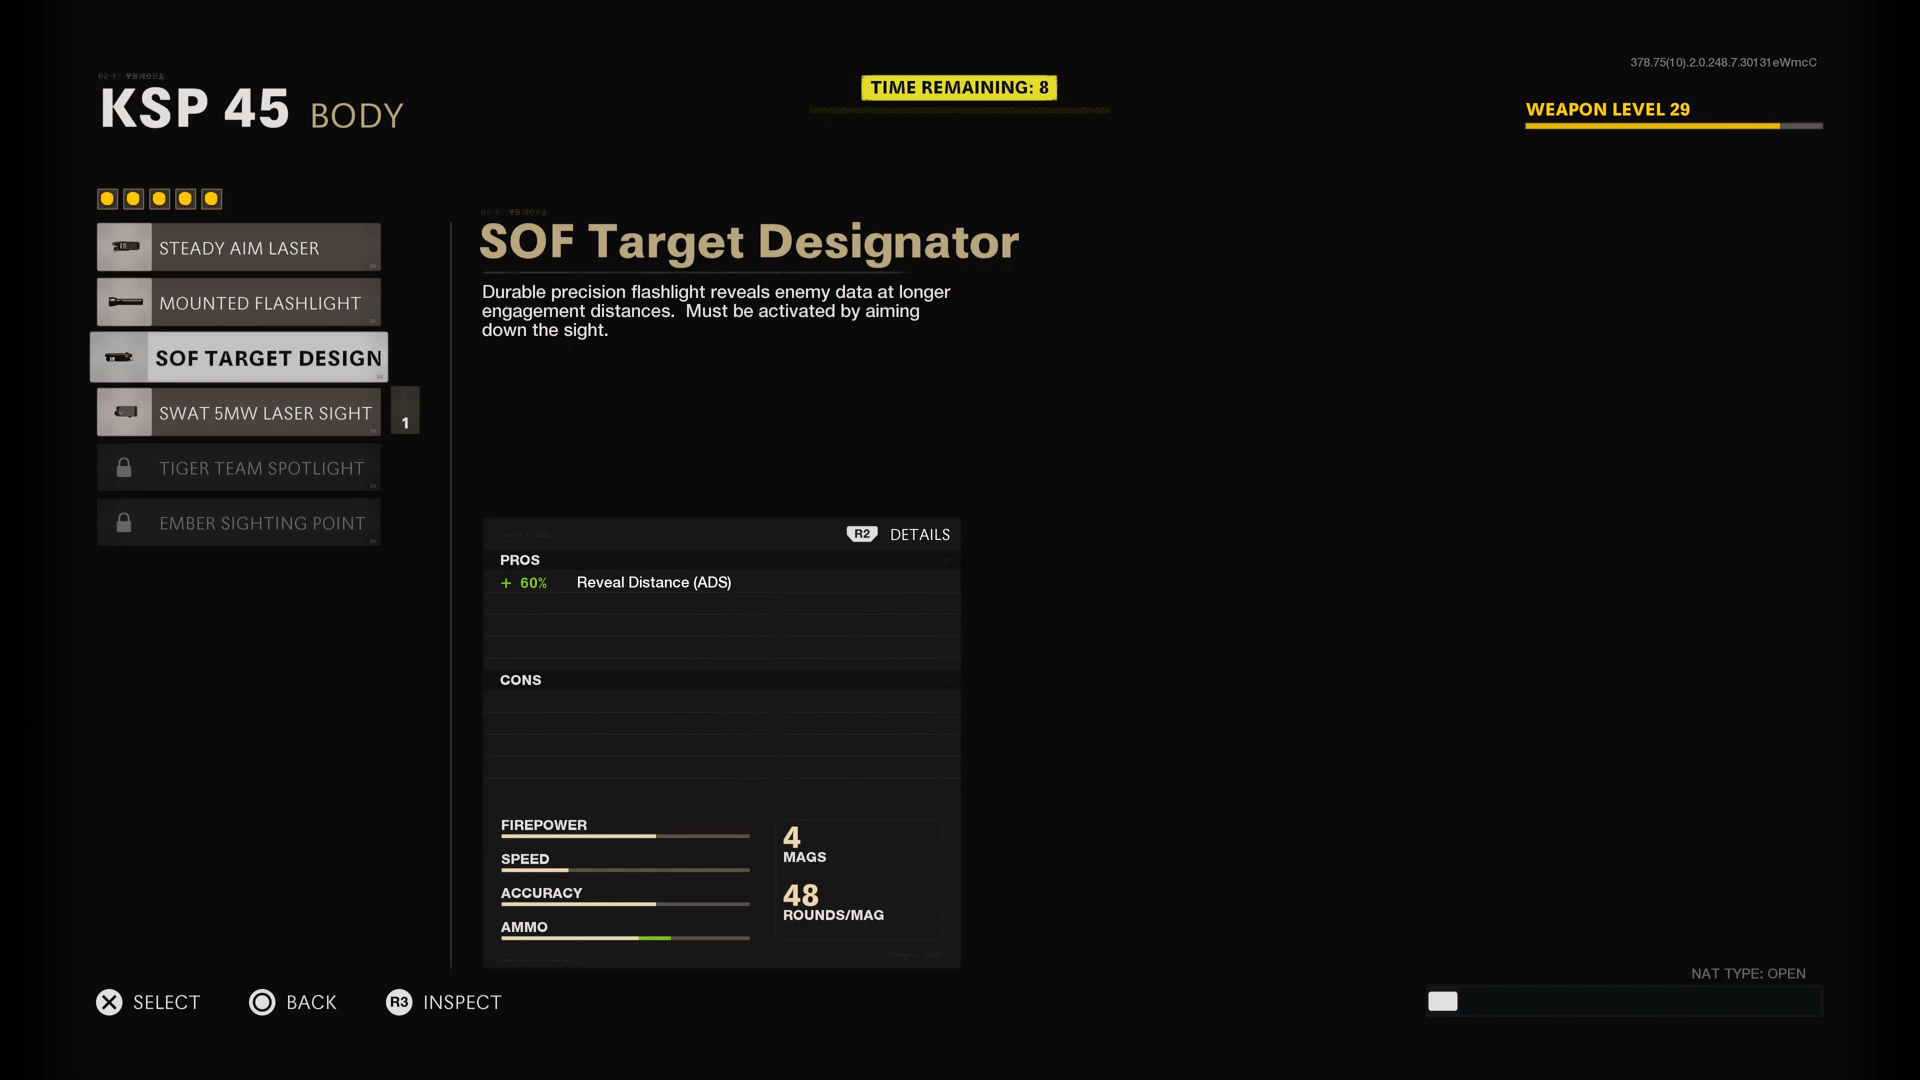 378.75(10).2.0.248.7.30131eWmcC
KSP 45 BODY
TIME REMAINING: 8
WEAPON LEVEL 29
STEADY AIM LASER
MOUNTED FLASHLIGHT
SOF TARGET DESIGN
SWAT 5MW LASER SIGHT
1
TIGER TEAM SPOTLIGHT
EMBER SIGHTING POINT
SOF Target Designator
Durable precision flashlight reveals enemy data at longer
engagement distances. Must be activated by aiming
down the sight.
R2 DETAILS
PROS
+ 60% Reveal Distance (ADS)
CONS
FIREPOWER
SPEED
ACCURACY
AMMO
4
MAGS
48
ROUNDS/MAG
NAT TYPE: OPEN
SELECT
BACK
R3 INSPECT